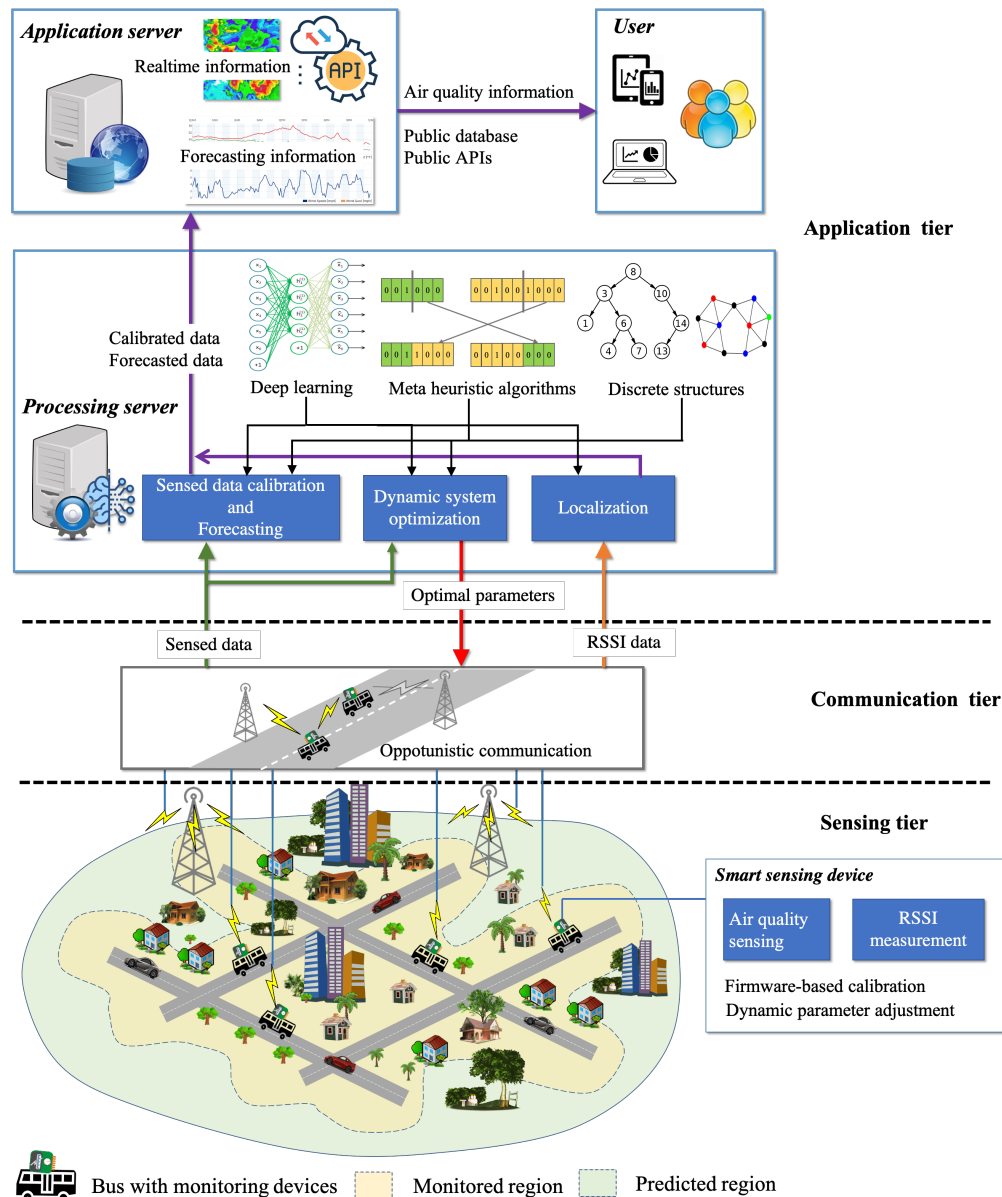 Application server
Realtime information
API
Forecasting information
Air quality information
Public database
Public APIs
User
Application tier
Calibrated data
Forecasted data
Processing server
Deep learning
0 0 1 0 0 0
0 0 1 0 0 1 0 0 0
0 0 1 1 0 0 0
0 0 1 0 0 0 0 0
Meta heuristic algorithms
8
3
10
1
6
14
4
7
13
Discrete structures
Sensed data calibration
and
Forecasting
Dynamic system
optimization
Localization
Optimal parameters
Sensed data
RSSI data
Communication tier
Oppotunistic communication
Sensing tier
Smart sensing device
Air quality
sensing
RSSI
measurement
Firmware-based calibration
Dynamic parameter adjustment
Bus with monitoring devices
Monitored region
Predicted region